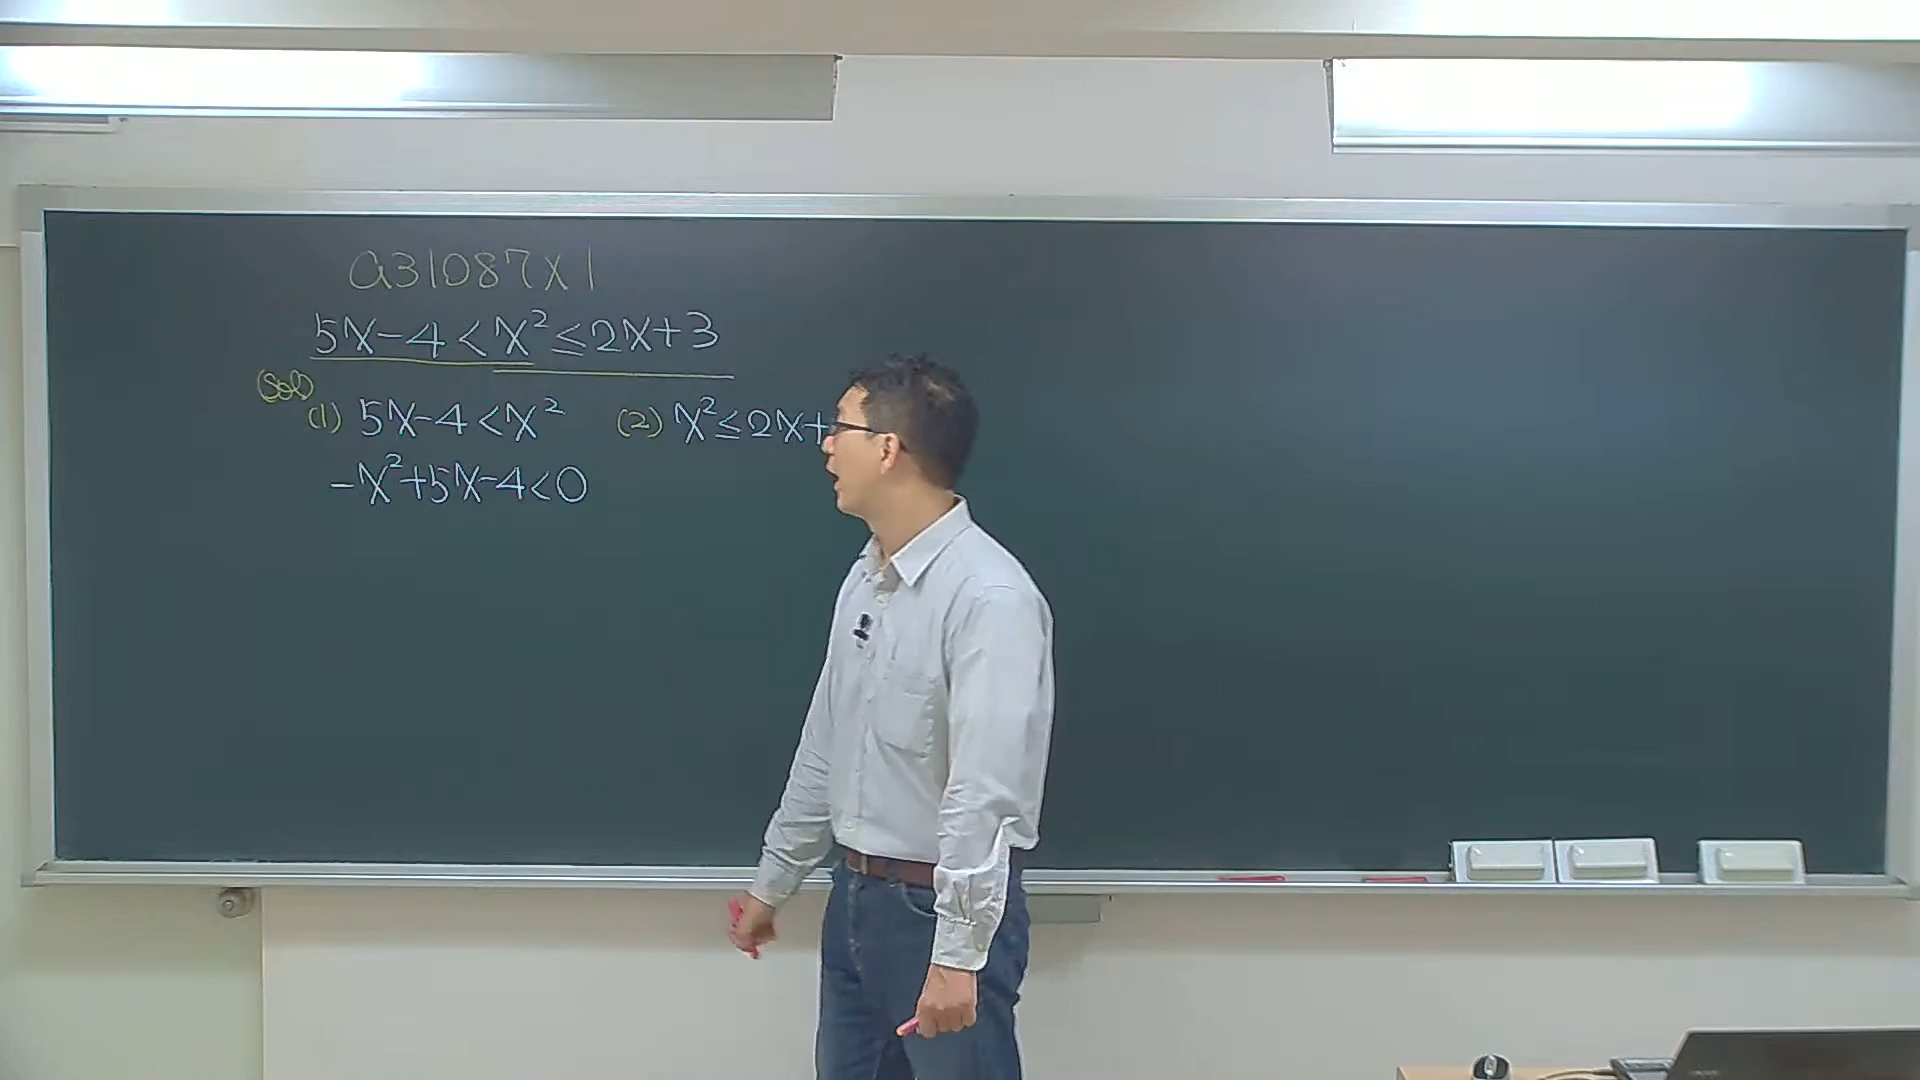 a31087x1
5x-4<x²≤2x+3
(sol)
(1) 5x-4<x² (2) x²≤2x+
-x²+5x-4<0